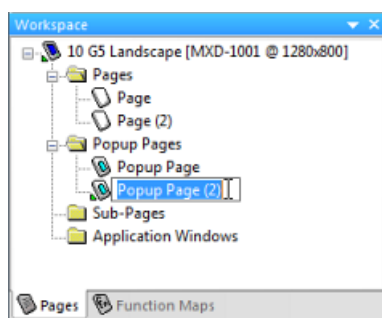 Workspace
10 G5 Landscape [MXD-1001 @ 1280x800]
Pages
Page
Page (2)
Popup Pages
Popup Page
Popup Page (2)
Sub-Pages
Application Windows
Pages Function Maps